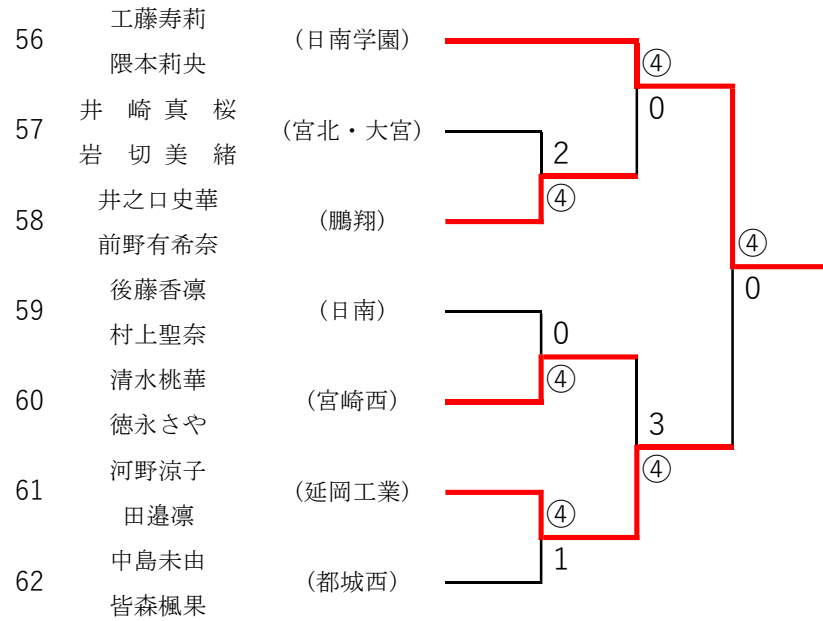 工藤寿莉
56 (日南学園)
隈本莉央
④
0
井崎真桜
57 (宮北・大宮)
岩切美緒
2
④
井之口史華
58 (鵬翔)
前野有希奈
④
0
後藤香凛
59 (日南)
村上聖奈
0
④
清水桃華
60 (宮崎西)
徳永さや
3
④
河野涼子
61 (延岡工業)
田邉凛
④
1
中島未由
62 (都城西)
皆森楓果